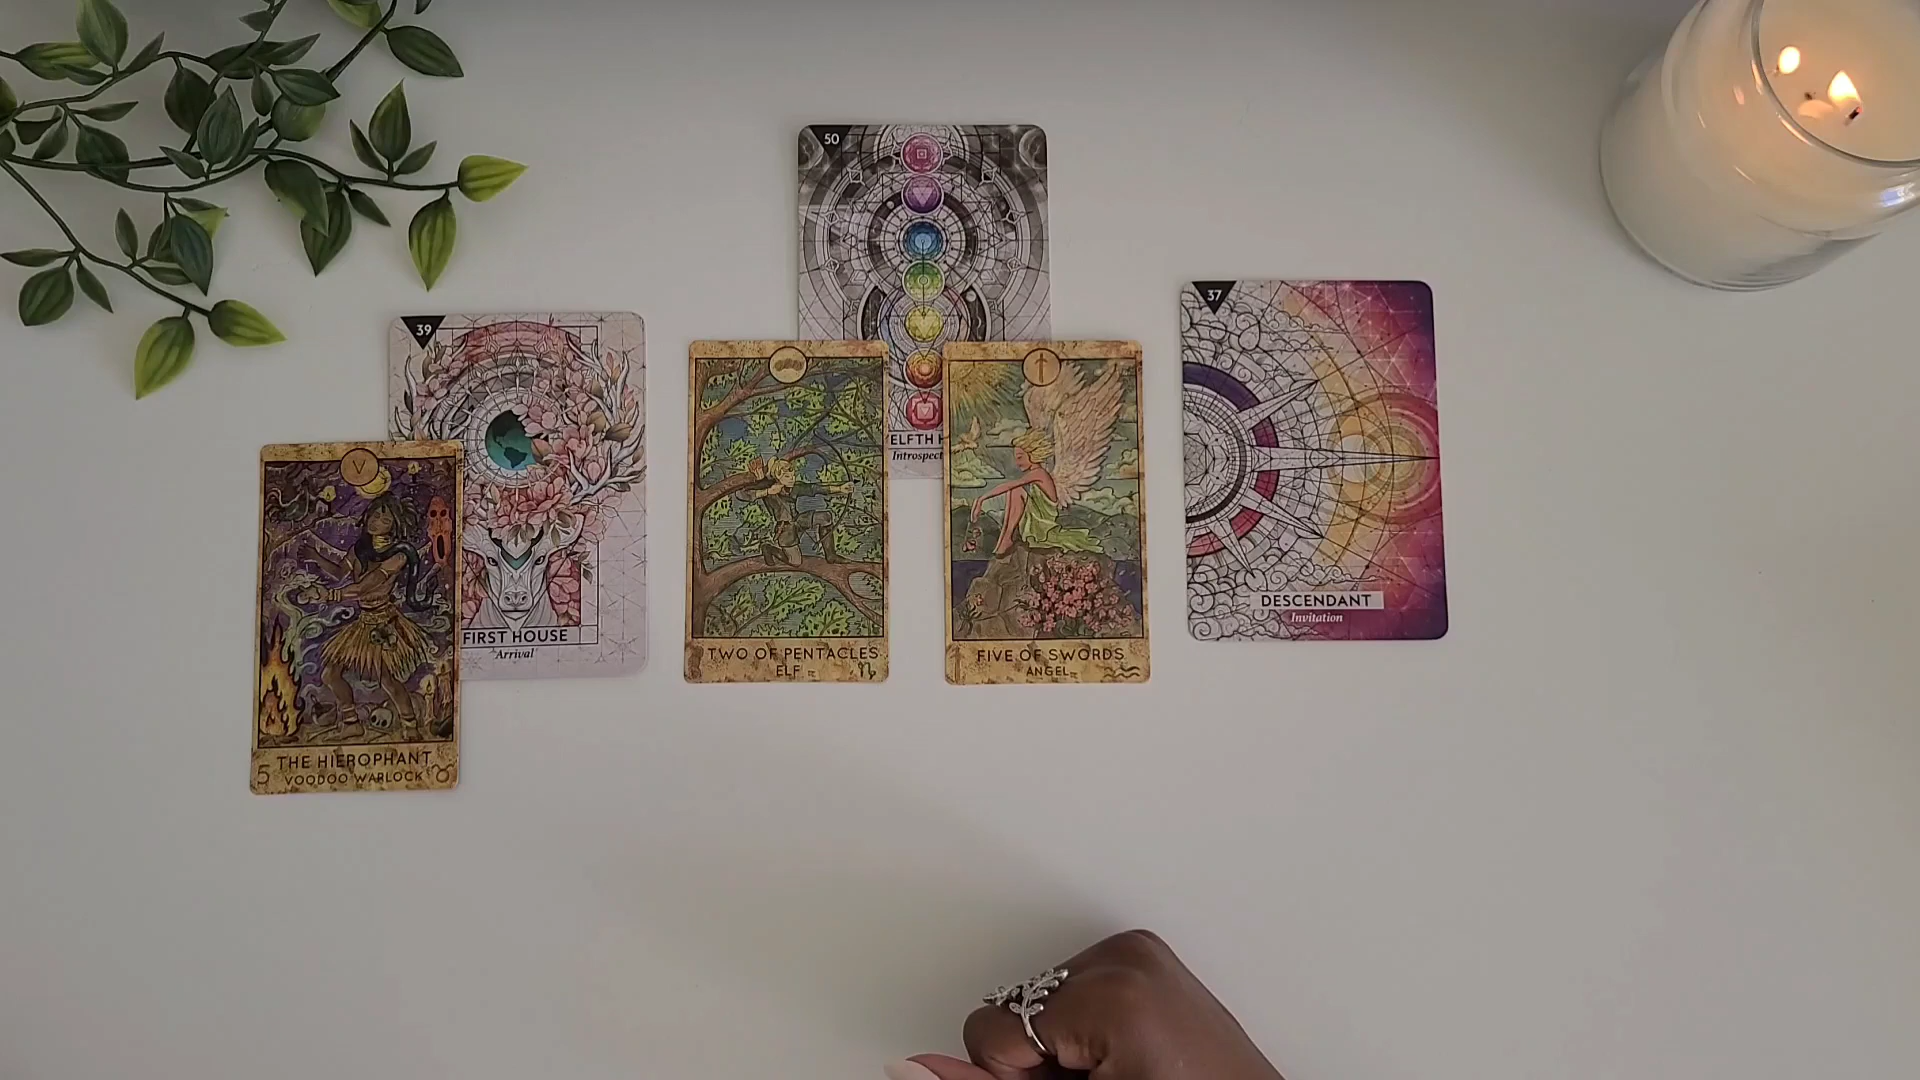 50
ELFTH H
Introspect
39
FIRST HOUSE
Arrival
37
DESCENDANT
Invitation
V
THE HIEROPHANT
5 VOODOO WARLOCK
TWO OF PENTACLES
ELF
FIVE OF SWORDS
ANGEL